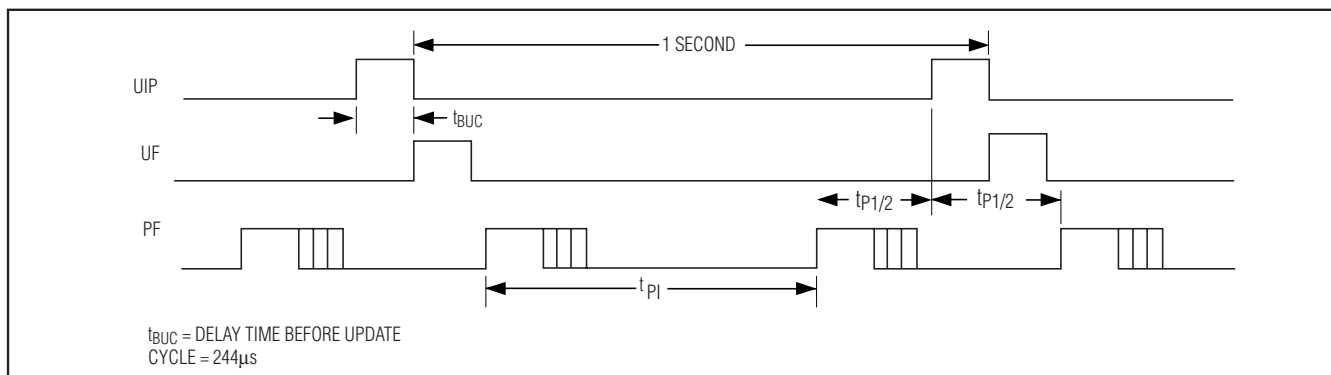 1 SECOND
UIP
tBUC
UF
tP1/2 tP1/2
PF
tPI
tBUC = DELAY TIME BEFORE UPDATE
CYCLE = 244µs